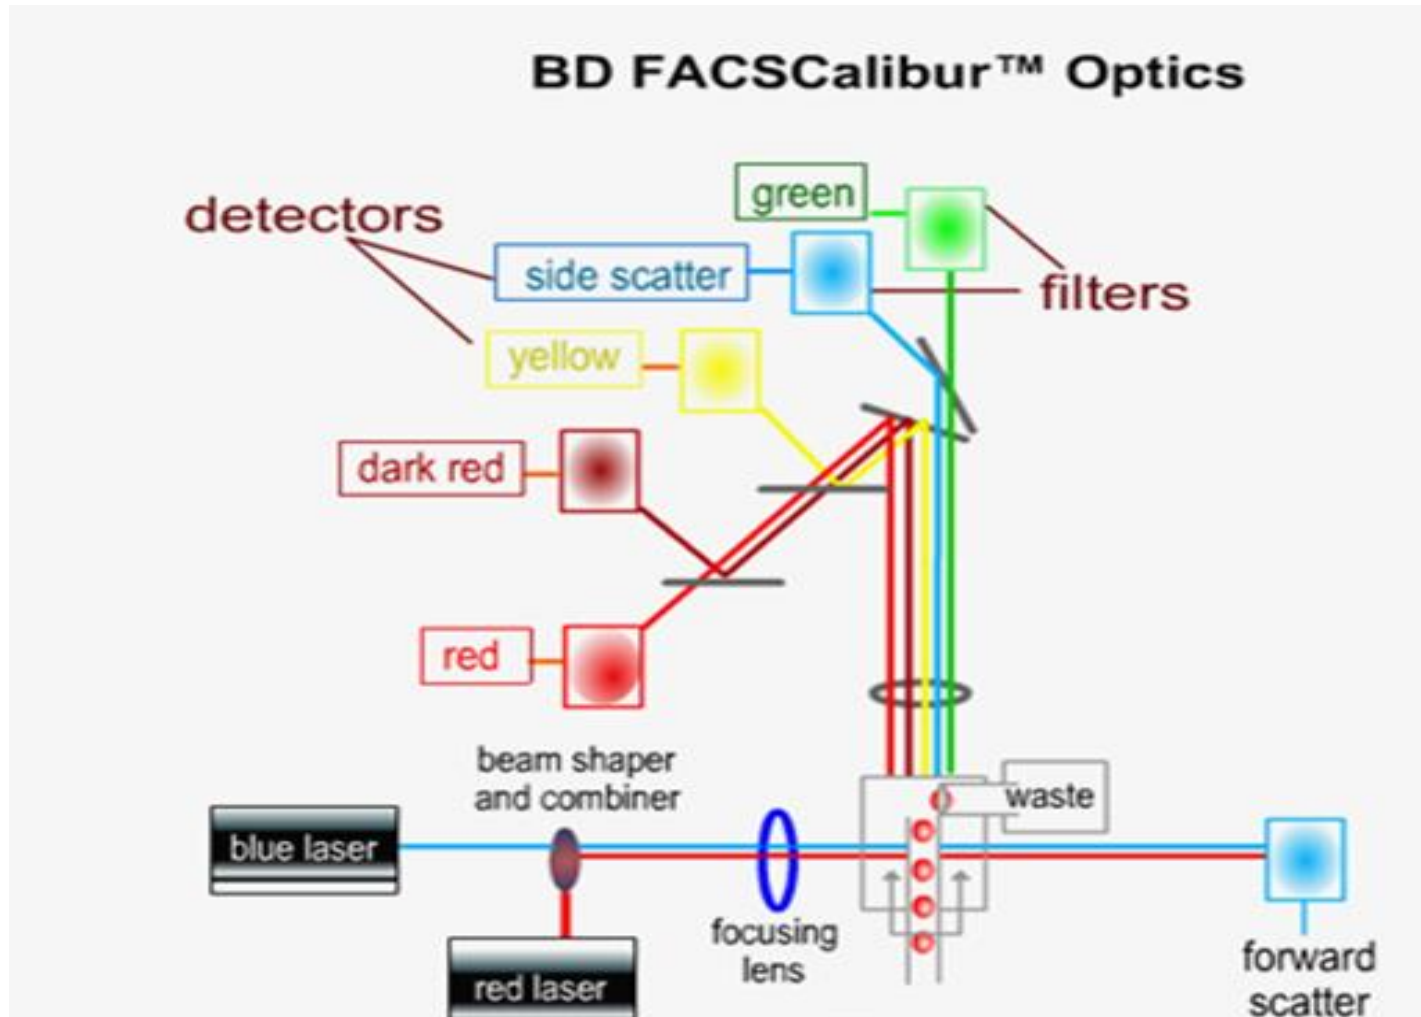 BD FACSCalibur™ Optics
green
detectors
side scatter
filters
yellow
dark red
red
beam shaper
and combiner
waste
blue laser
focusing
lens
forward
scatter
red laser